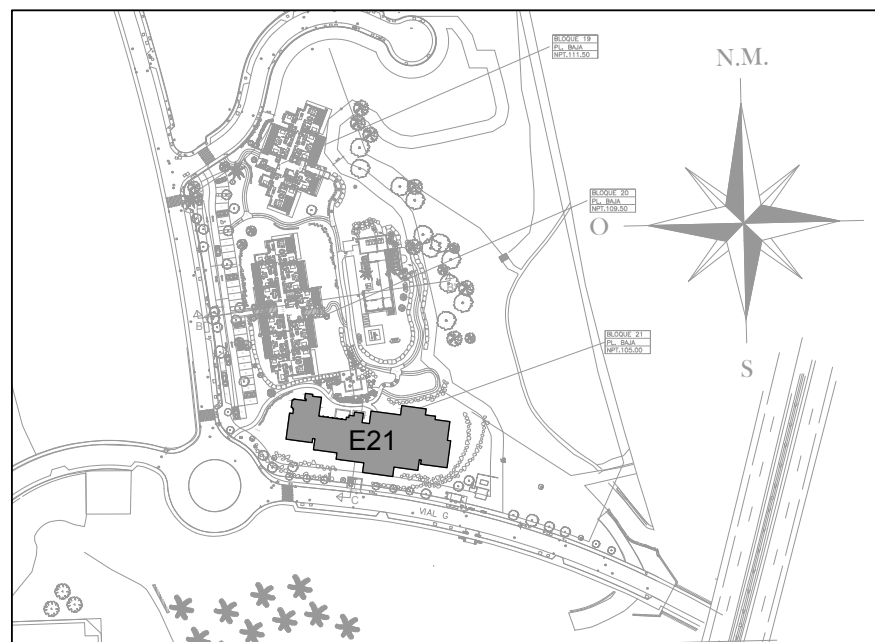 BLOQUE 19
PL. BAJA
NPT.111.50
N.M.
BLOQUE 20
PL. BAJA
NPT.109.50
O
B
BLOQUE 21
PL. BAJA
NPT.105.00
S
E21
C
VIAL G